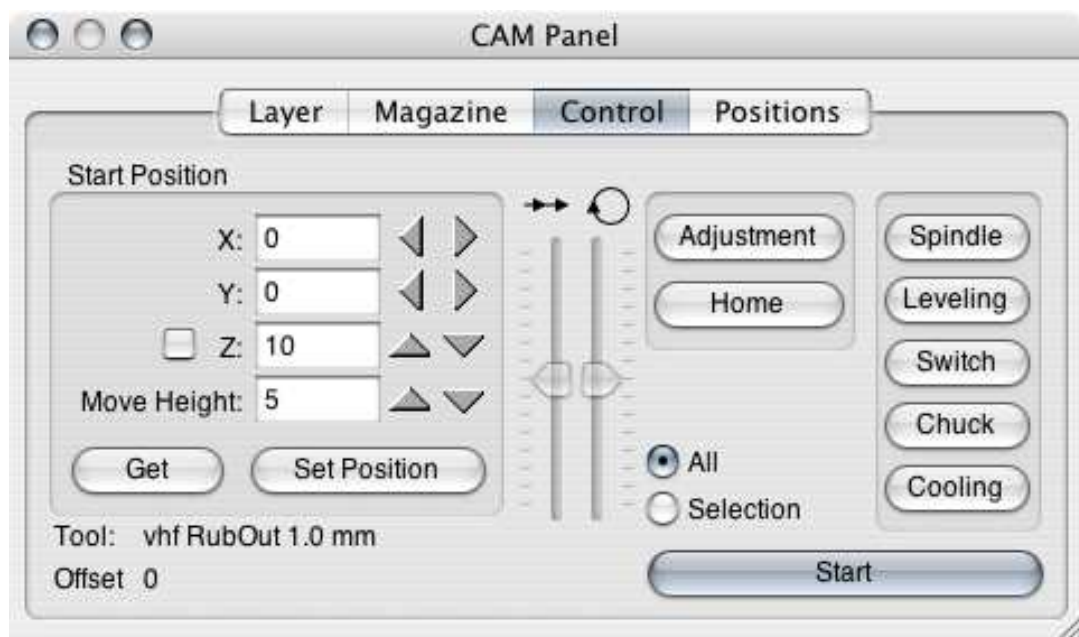 CAM Panel
Layer Magazine Control Positions
Start Position
X: 0
Y: 0
Z: 10
Move Height: 5
Get Set Position
Tool: vhf RubOut 1.0 mm
Offset 0
Adjustment
Home
All
Selection
Spindle
Leveling
Switch
Chuck
Cooling
Start